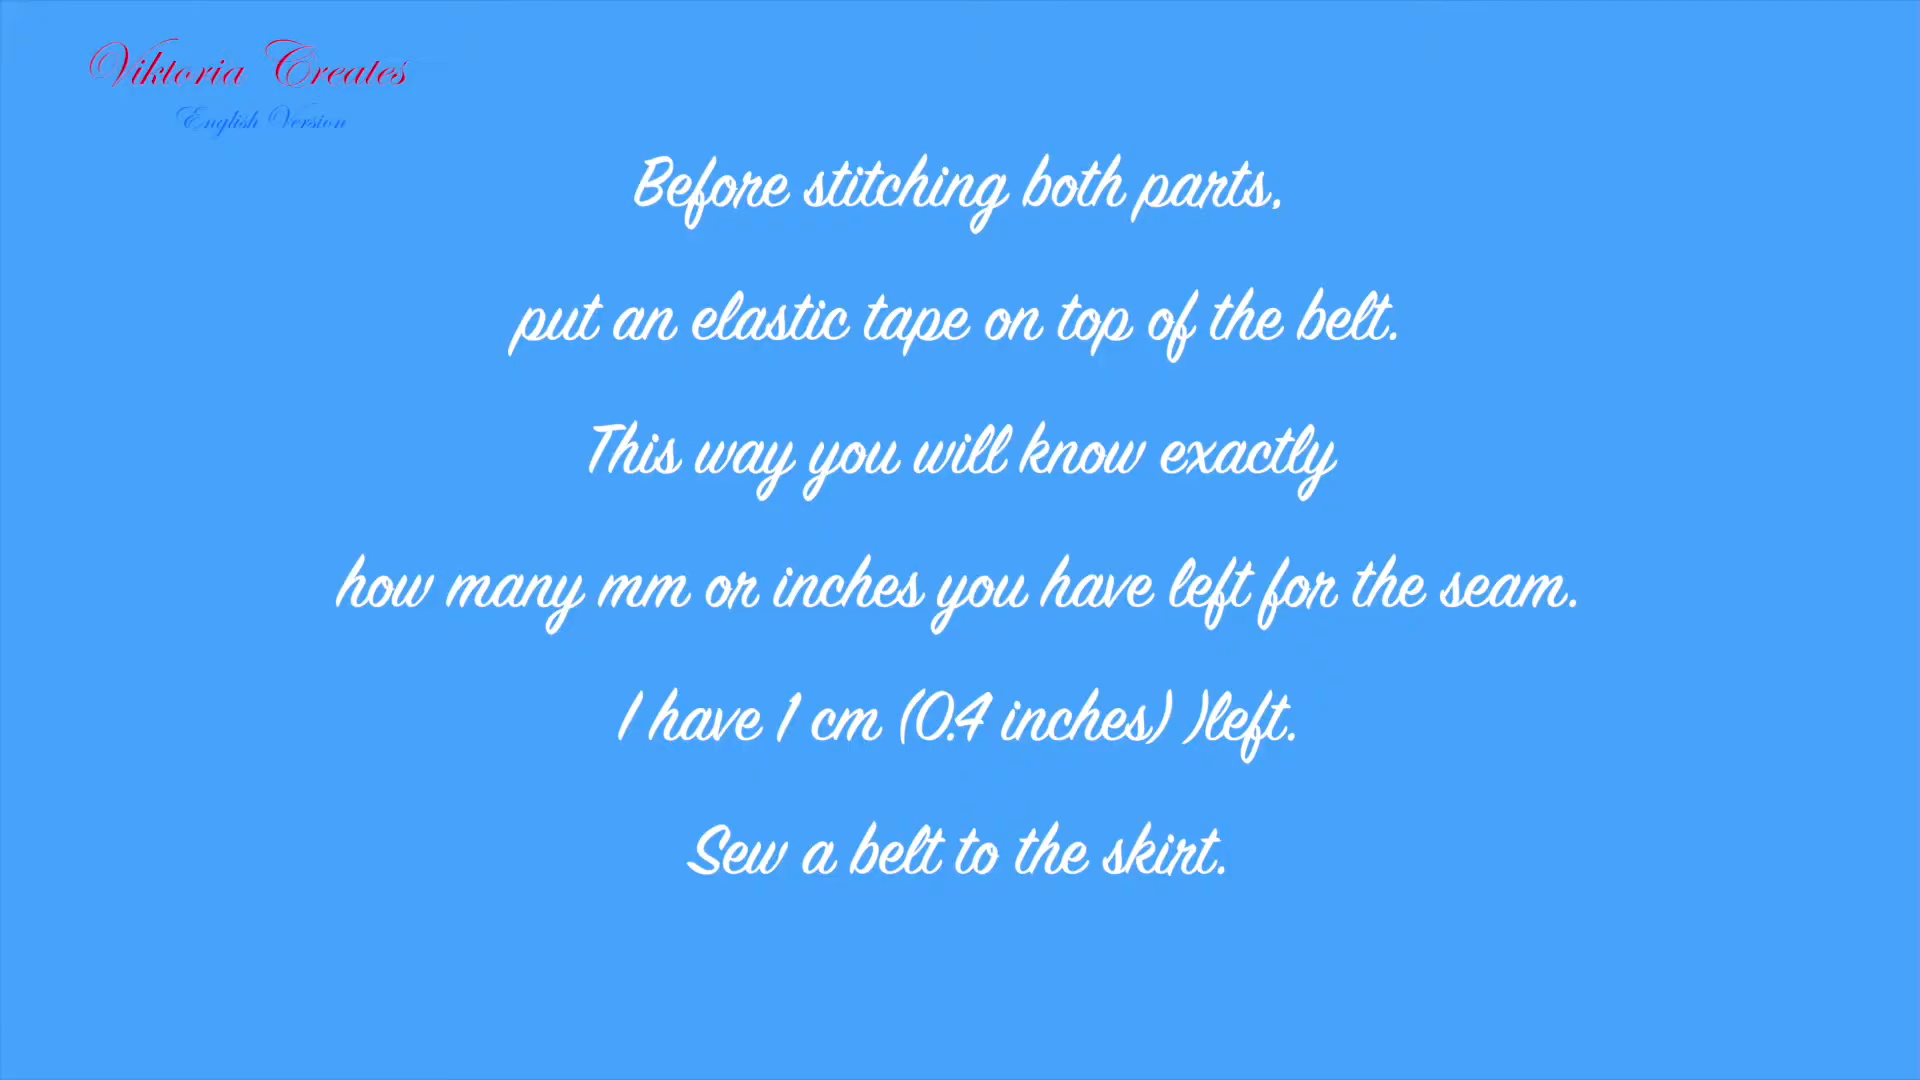 Viktoria Creates
English Version
Before stitching both parts,
put an elastic tape on top of the belt.
This way you will know exactly
how many mm or inches you have left for the seam.
I have 1 cm (0.4 inches) )left.
Sew a belt to the skirt.